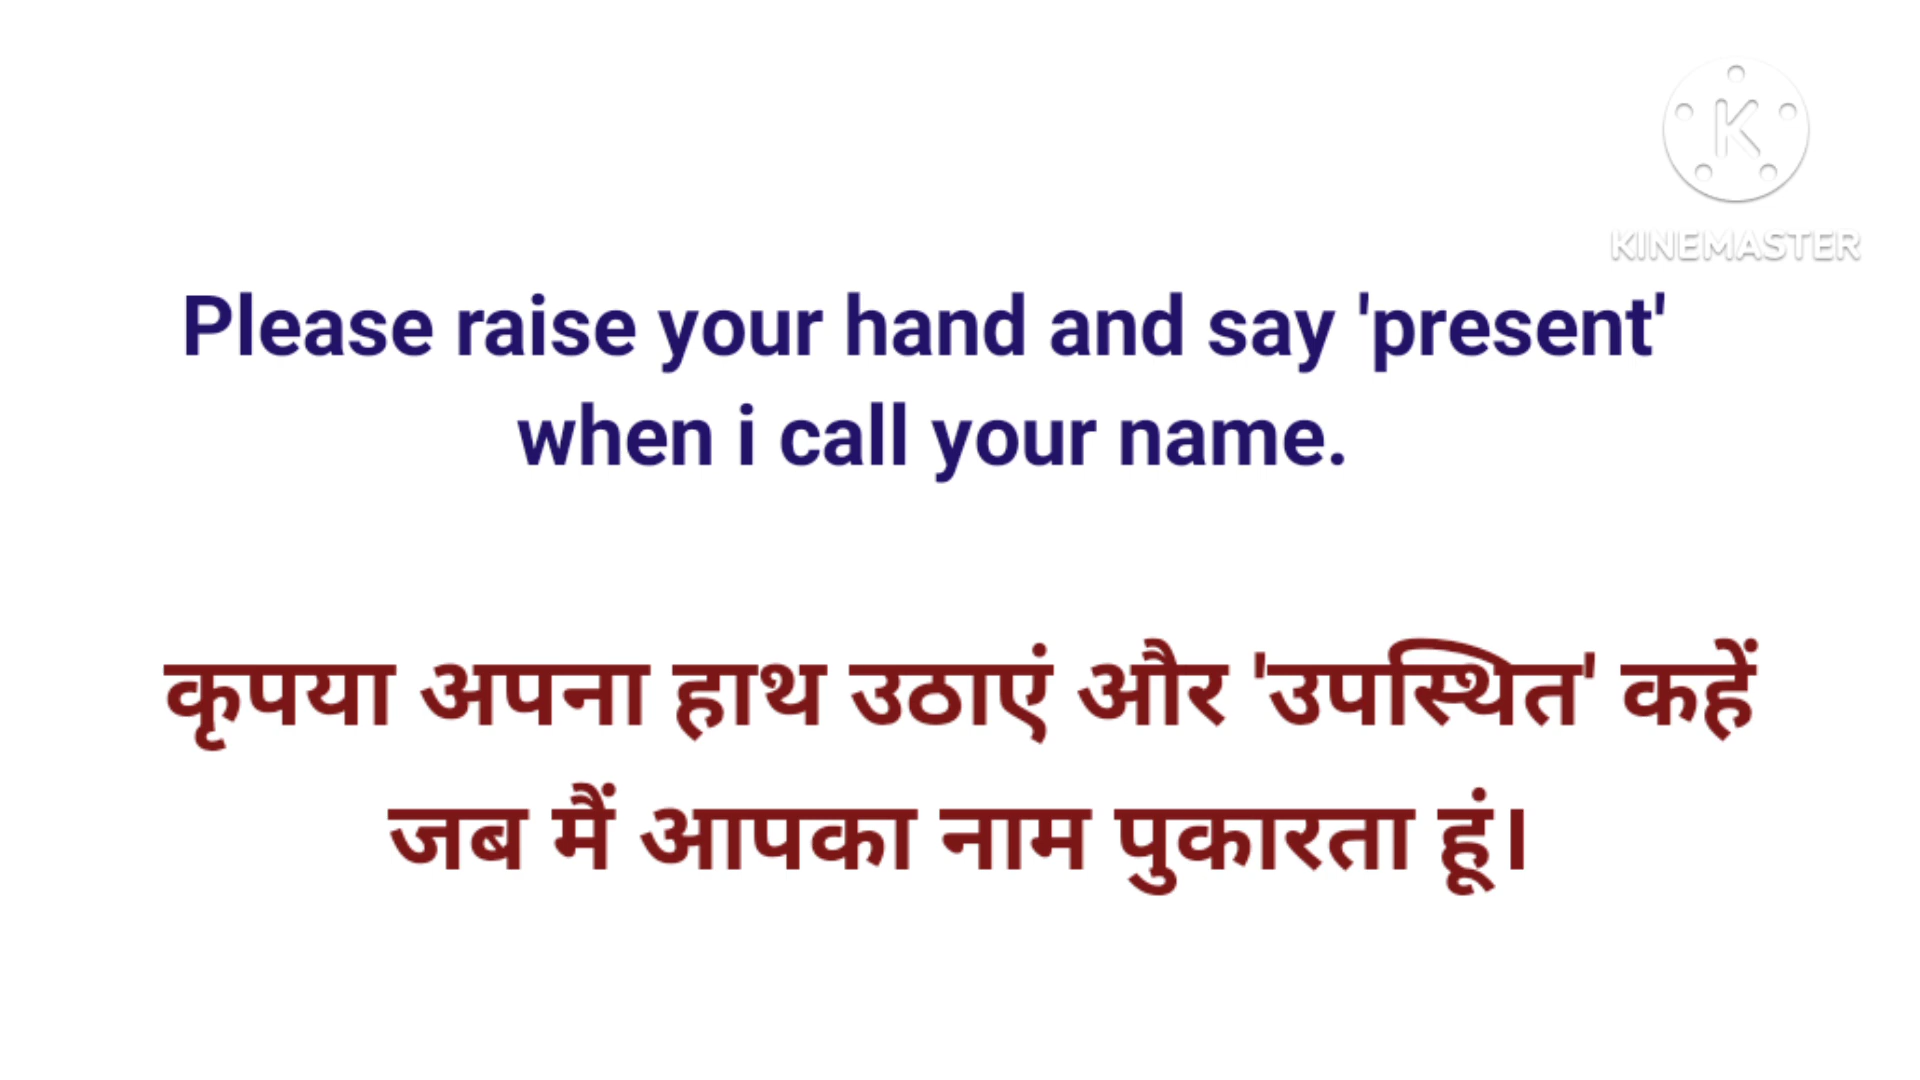 K
KINEMASTER
Please raise your hand and say 'present'
when i call your name.
कृपया अपना हाथ उठाएं और 'उपस्थित' कहें
जब मैं आपका नाम पुकारता हूं।